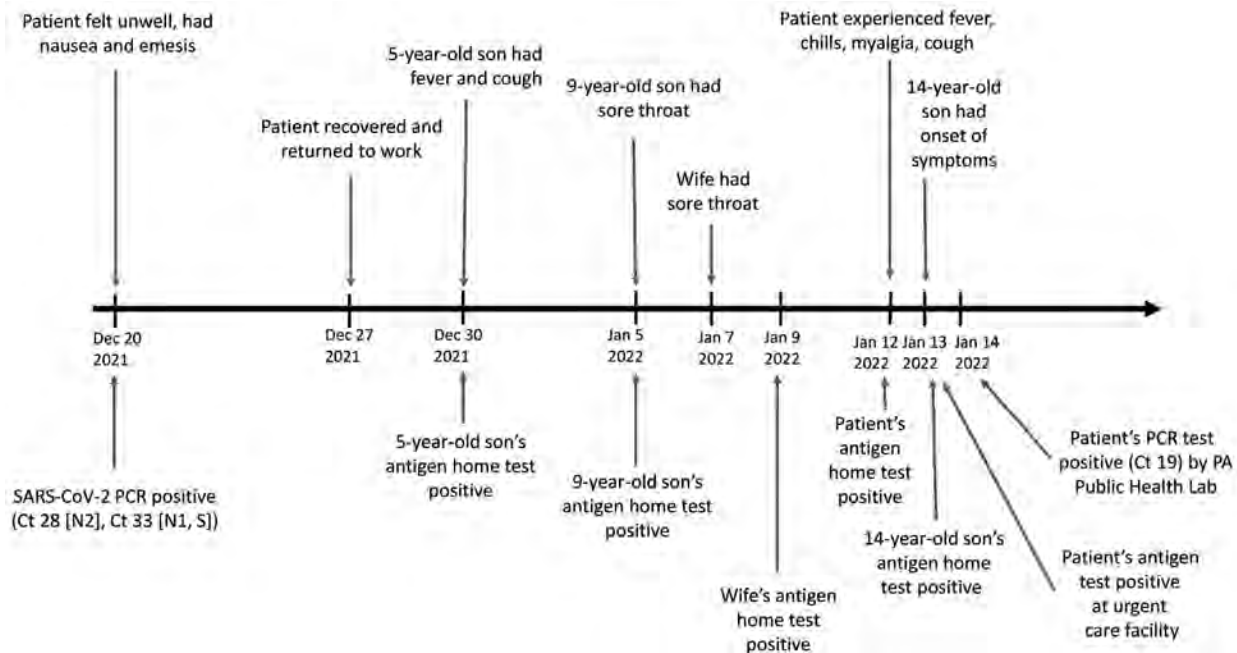 Patient felt unwell, had
nausea and emesis
Patient recovered and
returned to work
5-year-old son had
fever and cough
9-year-old son had
sore throat
Wife had
sore throat
Patient experienced fever,
chills, myalgia, cough
14-year-old
son had
onset of
symptoms
Dec 20
2021
Dec 27
2021
Dec 30
2021
Jan 5
2022
Jan 7
2022
Jan 9
2022
Jan 12
2022
Jan 13
2022
Jan 14
2022
SARS-CoV-2 PCR positive
(Ct 28 [N2], Ct 33 [N1, S])
5-year-old son's
antigen home test
positive
9-year-old son's
antigen home test
positive
Wife's antigen
home test
positive
Patient's
antigen
home test
positive
14-year-old son's
antigen home
test positive
Patient's antigen
test positive
at urgent
care facility
Patient's PCR test
positive (Ct 19) by PA
Public Health Lab